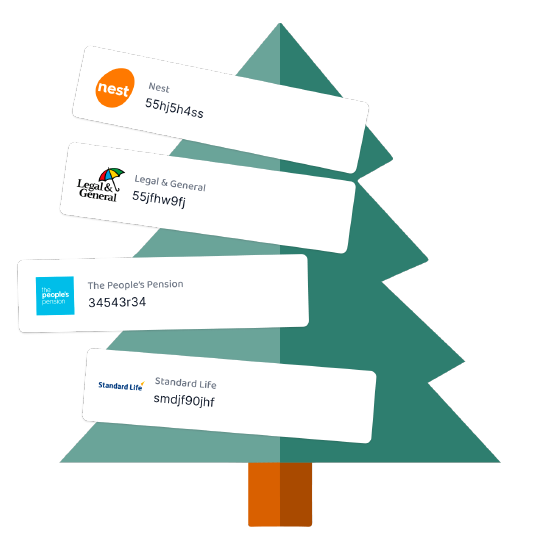 nest
Nest
55hj5h4ss
Legal &
General
Legal & General
55jfhw9fj
the
people's
pension
The People's Pension
34543r34
Standard Life
Standard Life
smdjf90jhf